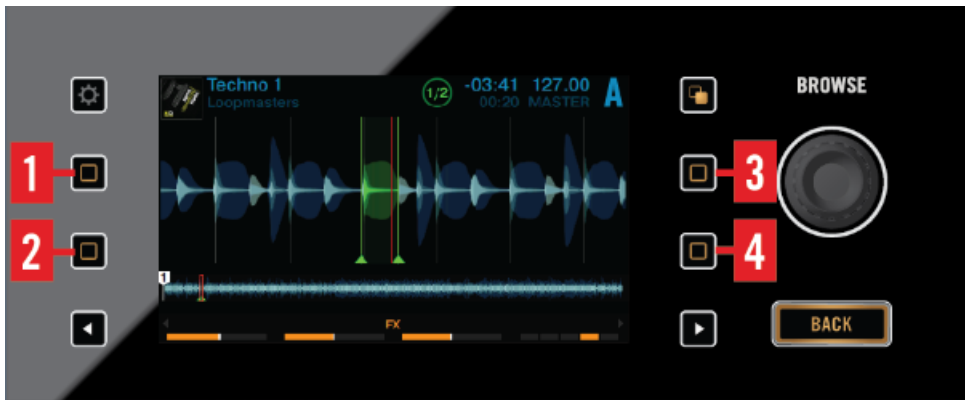 Techno 1
Loopmasters
1/2
-03:41 127.00
00:20 MASTER
A
BROWSE
1
2
3
4
1
FX
BACK